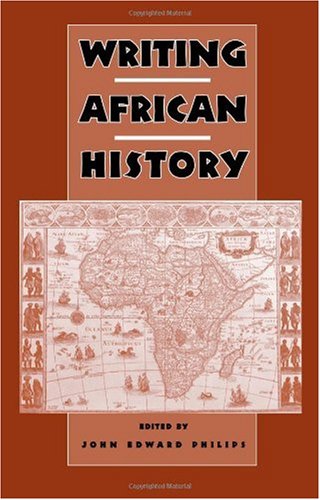 WRITING
AFRICAN
HISTORY
EDITED BY
JOHN EDWARD PHILIPS